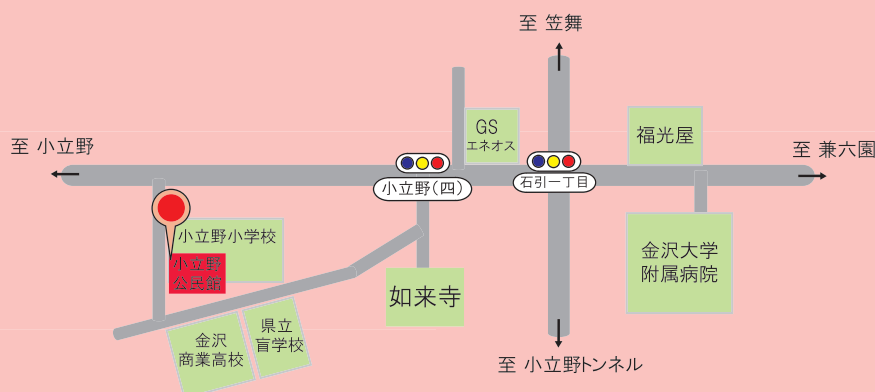 至 笠舞
GS
エネオス
福光屋
至 小立野
至 兼六園
小立野(四)
石引一丁目
小立野小学校
小立野
公民館
金沢大学
附属病院
如来寺
県立
盲学校
金沢
商業高校
至 小立野トンネル